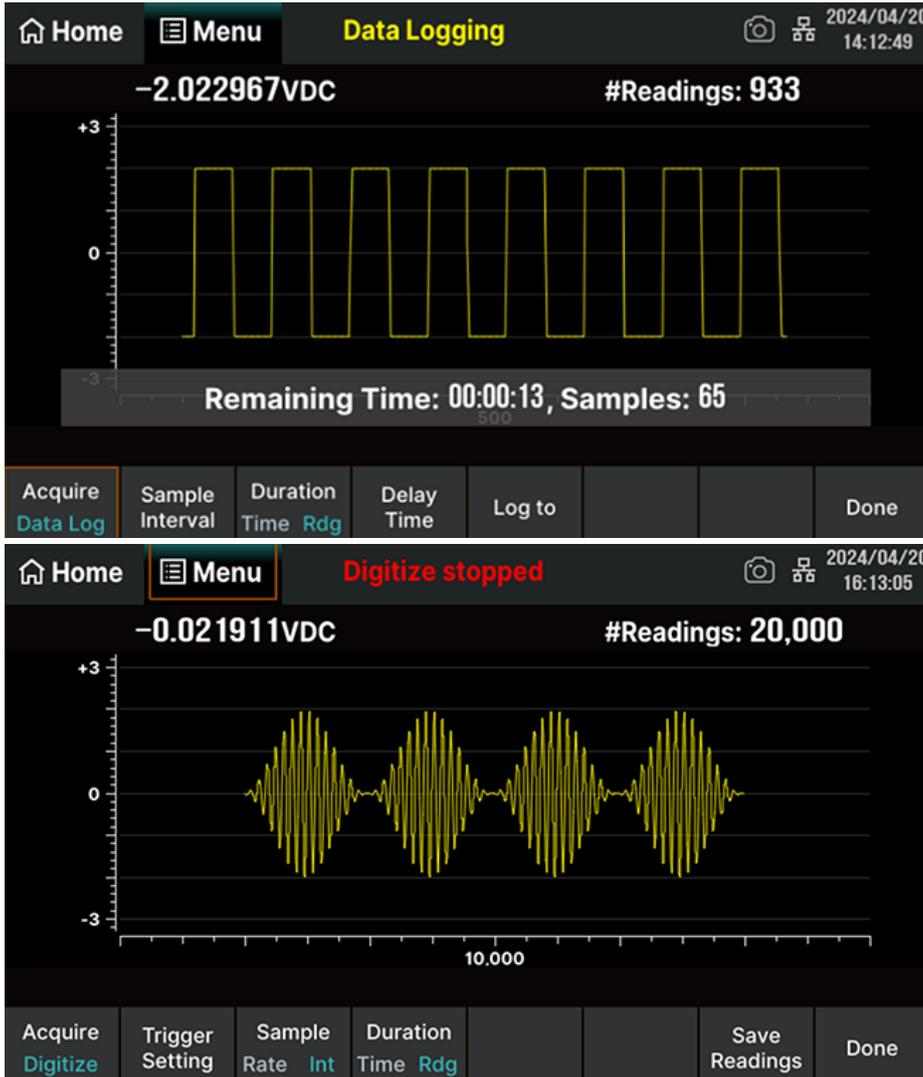 Home Menu Data Logging 2024/04/20
14:12:49
−2.022967VDC #Readings: 933
+3
0
-3
Remaining Time: 00:00:13, Samples: 65
500
Acquire Sample Duration Delay Log to Done
Data Log Interval Time Rdg Time
Home Menu Digitize stopped 2024/04/20
16:13:05
−0.021911VDC #Readings: 20,000
+3
0
-3
10,000
Acquire Trigger Sample Duration Save Done
Digitize Setting Rate Int Time Rdg Readings